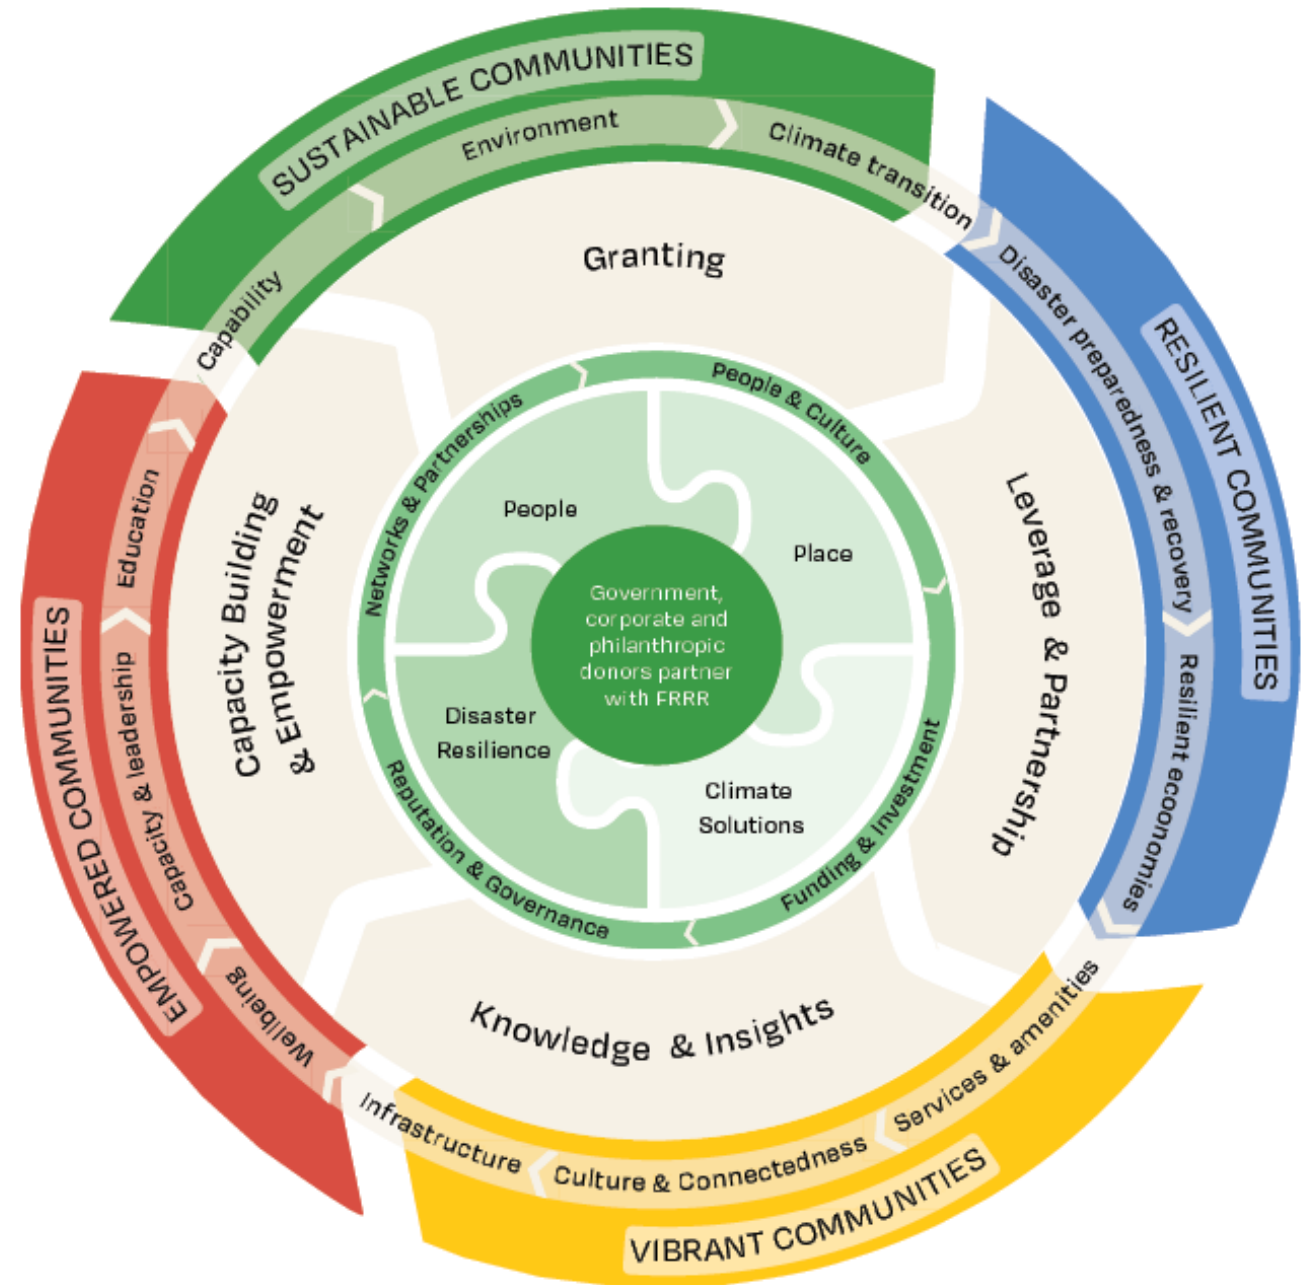 SUSTAINABLE COMMUNITIES
Capability
Environment
Climate transition
RESILIENT COMMUNITIES
Disaster preparedness & recovery
Resilient ecoonomies
VIBRANT COMMUNITIES
Services & amenities
Culture & Connectedness
Infrastructure
EMPOWERED COMMUNITIES
Wellbeing
Capacity & leadership
Education
Granting
Leverage & Partnership
Knowledge & Insights
Capacity Building
& Empowerment
People & Culture
Funding & Investment
Reputation & Governance
Networks & Partnerships
People
Place
Climate
Solutions
Disaster
Resilience
Government,
corporate and
philanthropic
donors partner
with FRRR